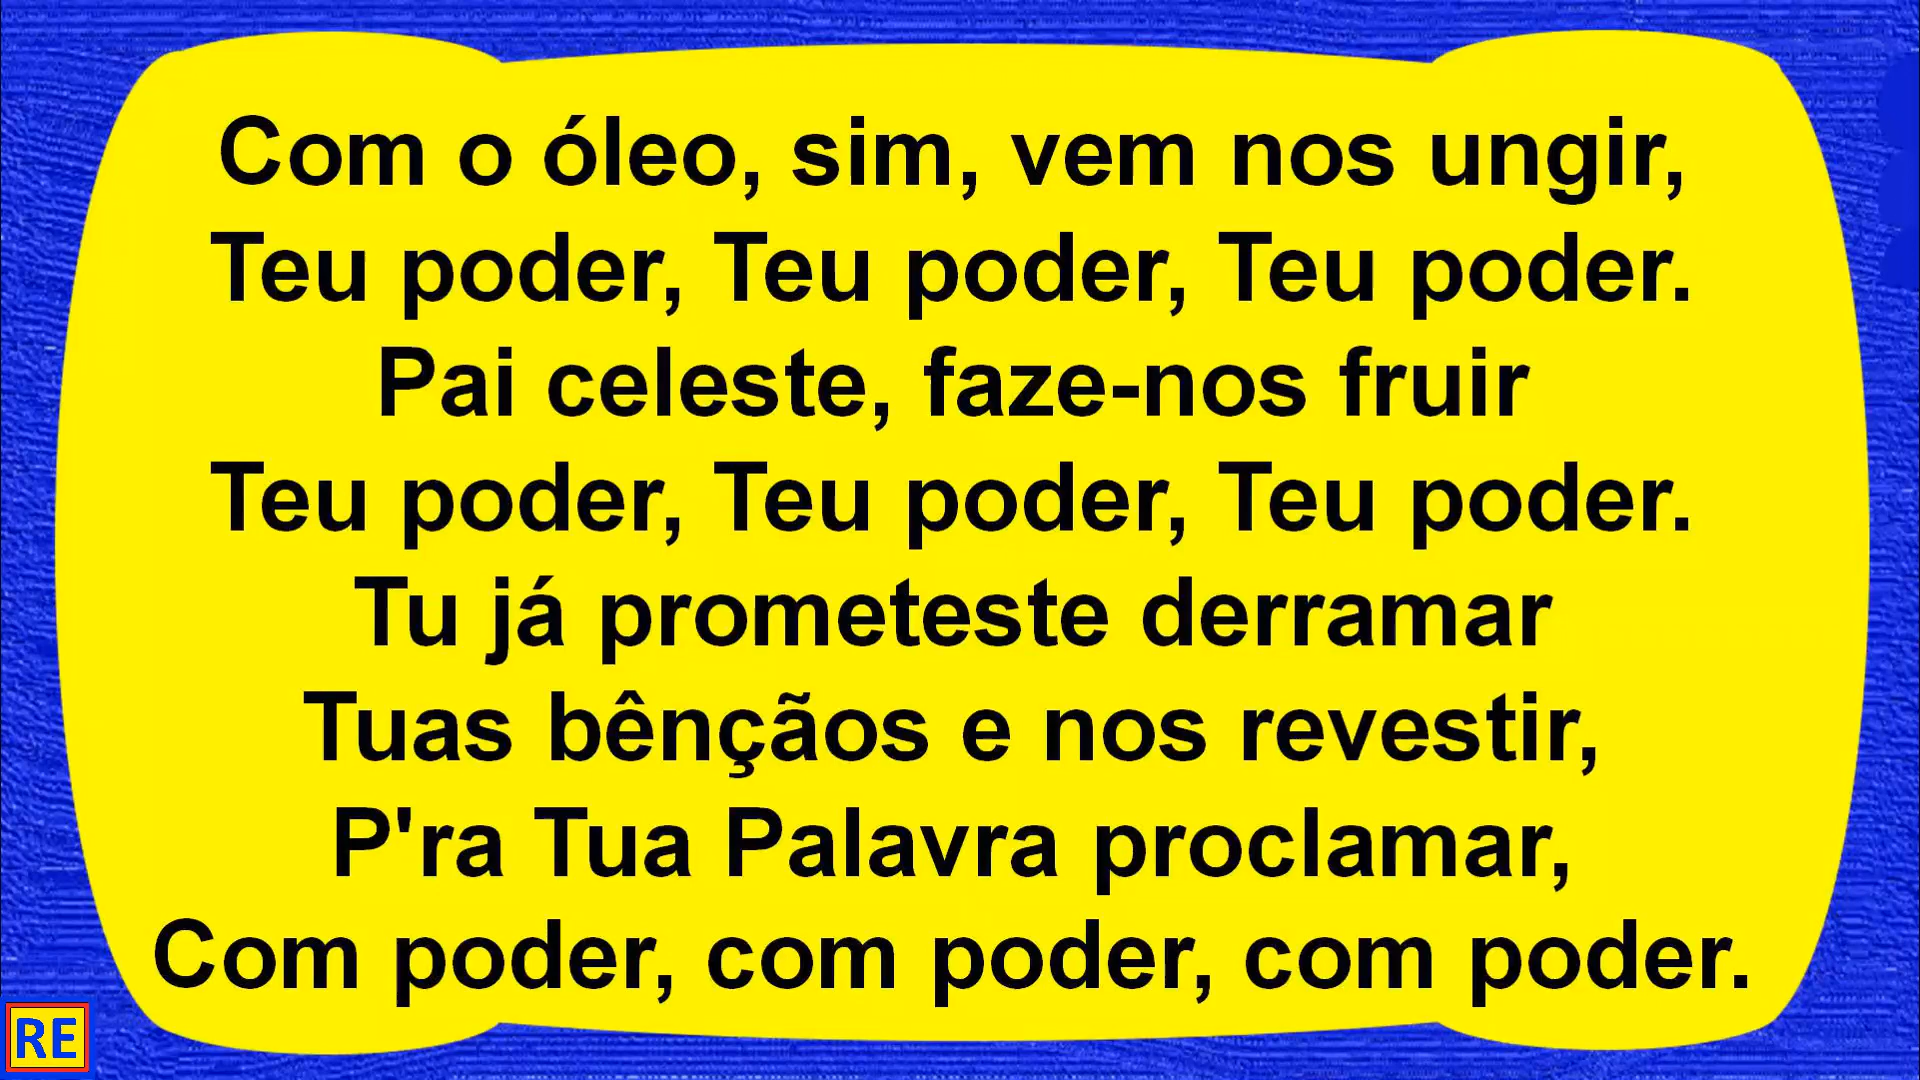 Com o óleo, sim, vem nos ungir,
Teu poder, Teu poder, Teu poder.
Pai celeste, faze-nos fruir
Teu poder, Teu poder, Teu poder.
Tu já prometeste derramar
Tuas bênçãos e nos revestir,
P'ra Tua Palavra proclamar,
Com poder, com poder, com poder.
RE